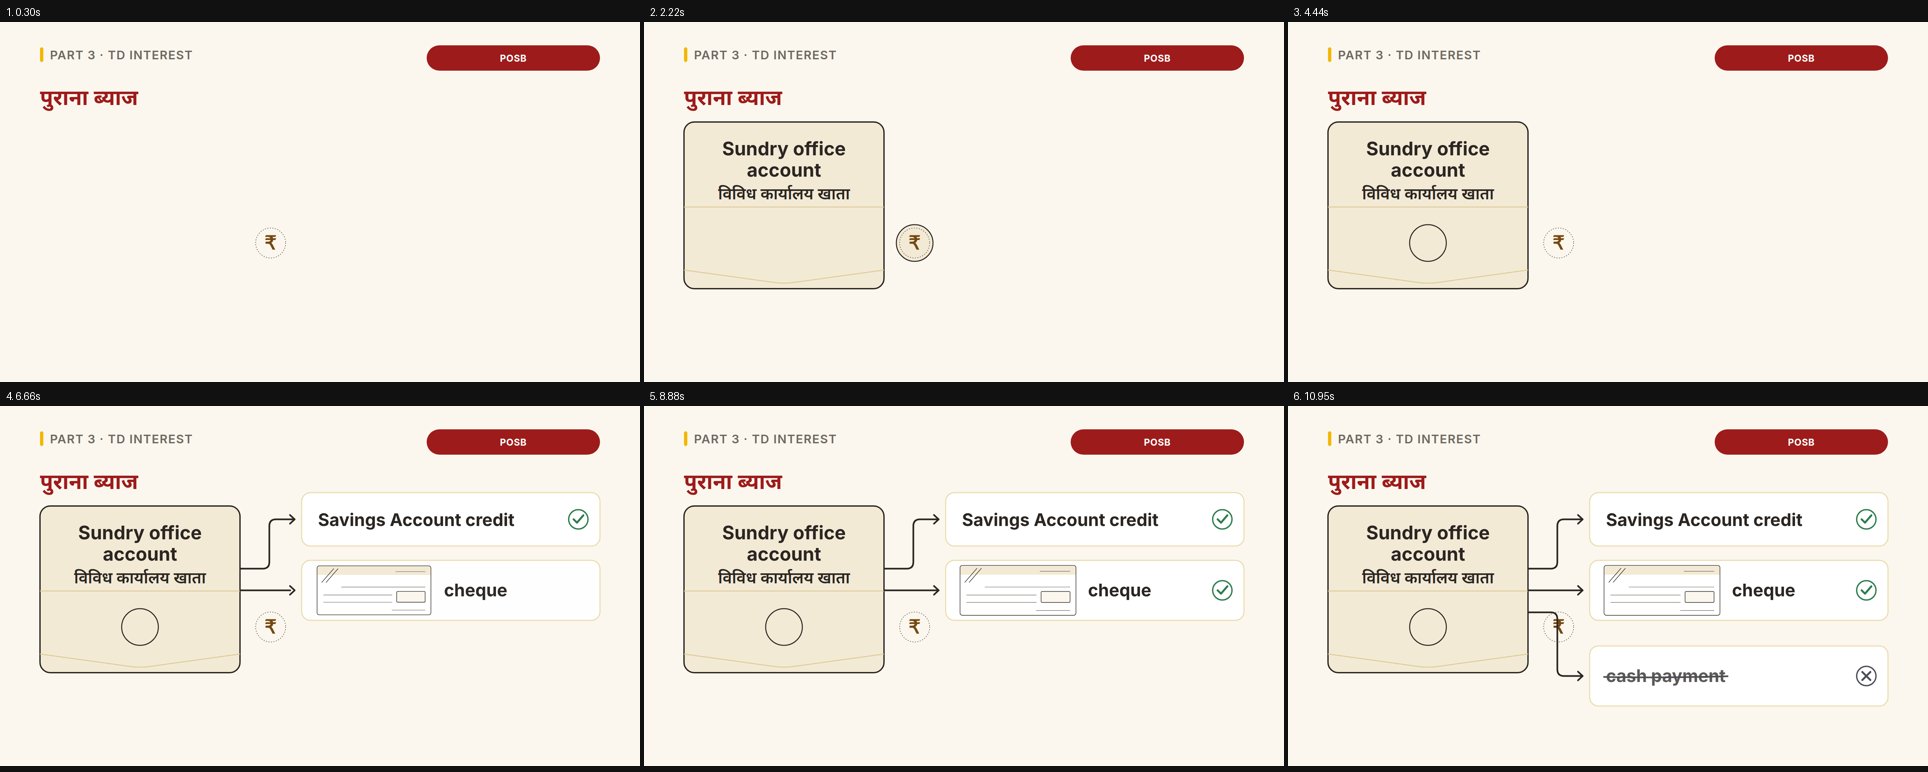 1. 0.30s
PART 3 · TD INTEREST
POSB
पुराना ब्याज
₹
2. 2.22s
PART 3 · TD INTEREST
POSB
पुराना ब्याज
Sundry office
account
विविध कार्यालय खाता
₹
3. 4.44s
PART 3 · TD INTEREST
POSB
पुराना ब्याज
Sundry office
account
विविध कार्यालय खाता
₹
4. 6.66s
PART 3 · TD INTEREST
POSB
पुराना ब्याज
Sundry office
account
विविध कार्यालय खाता
₹
Savings Account credit
cheque
5. 8.88s
PART 3 · TD INTEREST
POSB
पुराना ब्याज
Sundry office
account
विविध कार्यालय खाता
₹
Savings Account credit
cheque
6. 10.95s
PART 3 · TD INTEREST
POSB
पुराना ब्याज
Sundry office
account
विविध कार्यालय खाता
₹
Savings Account credit
cheque
cash payment